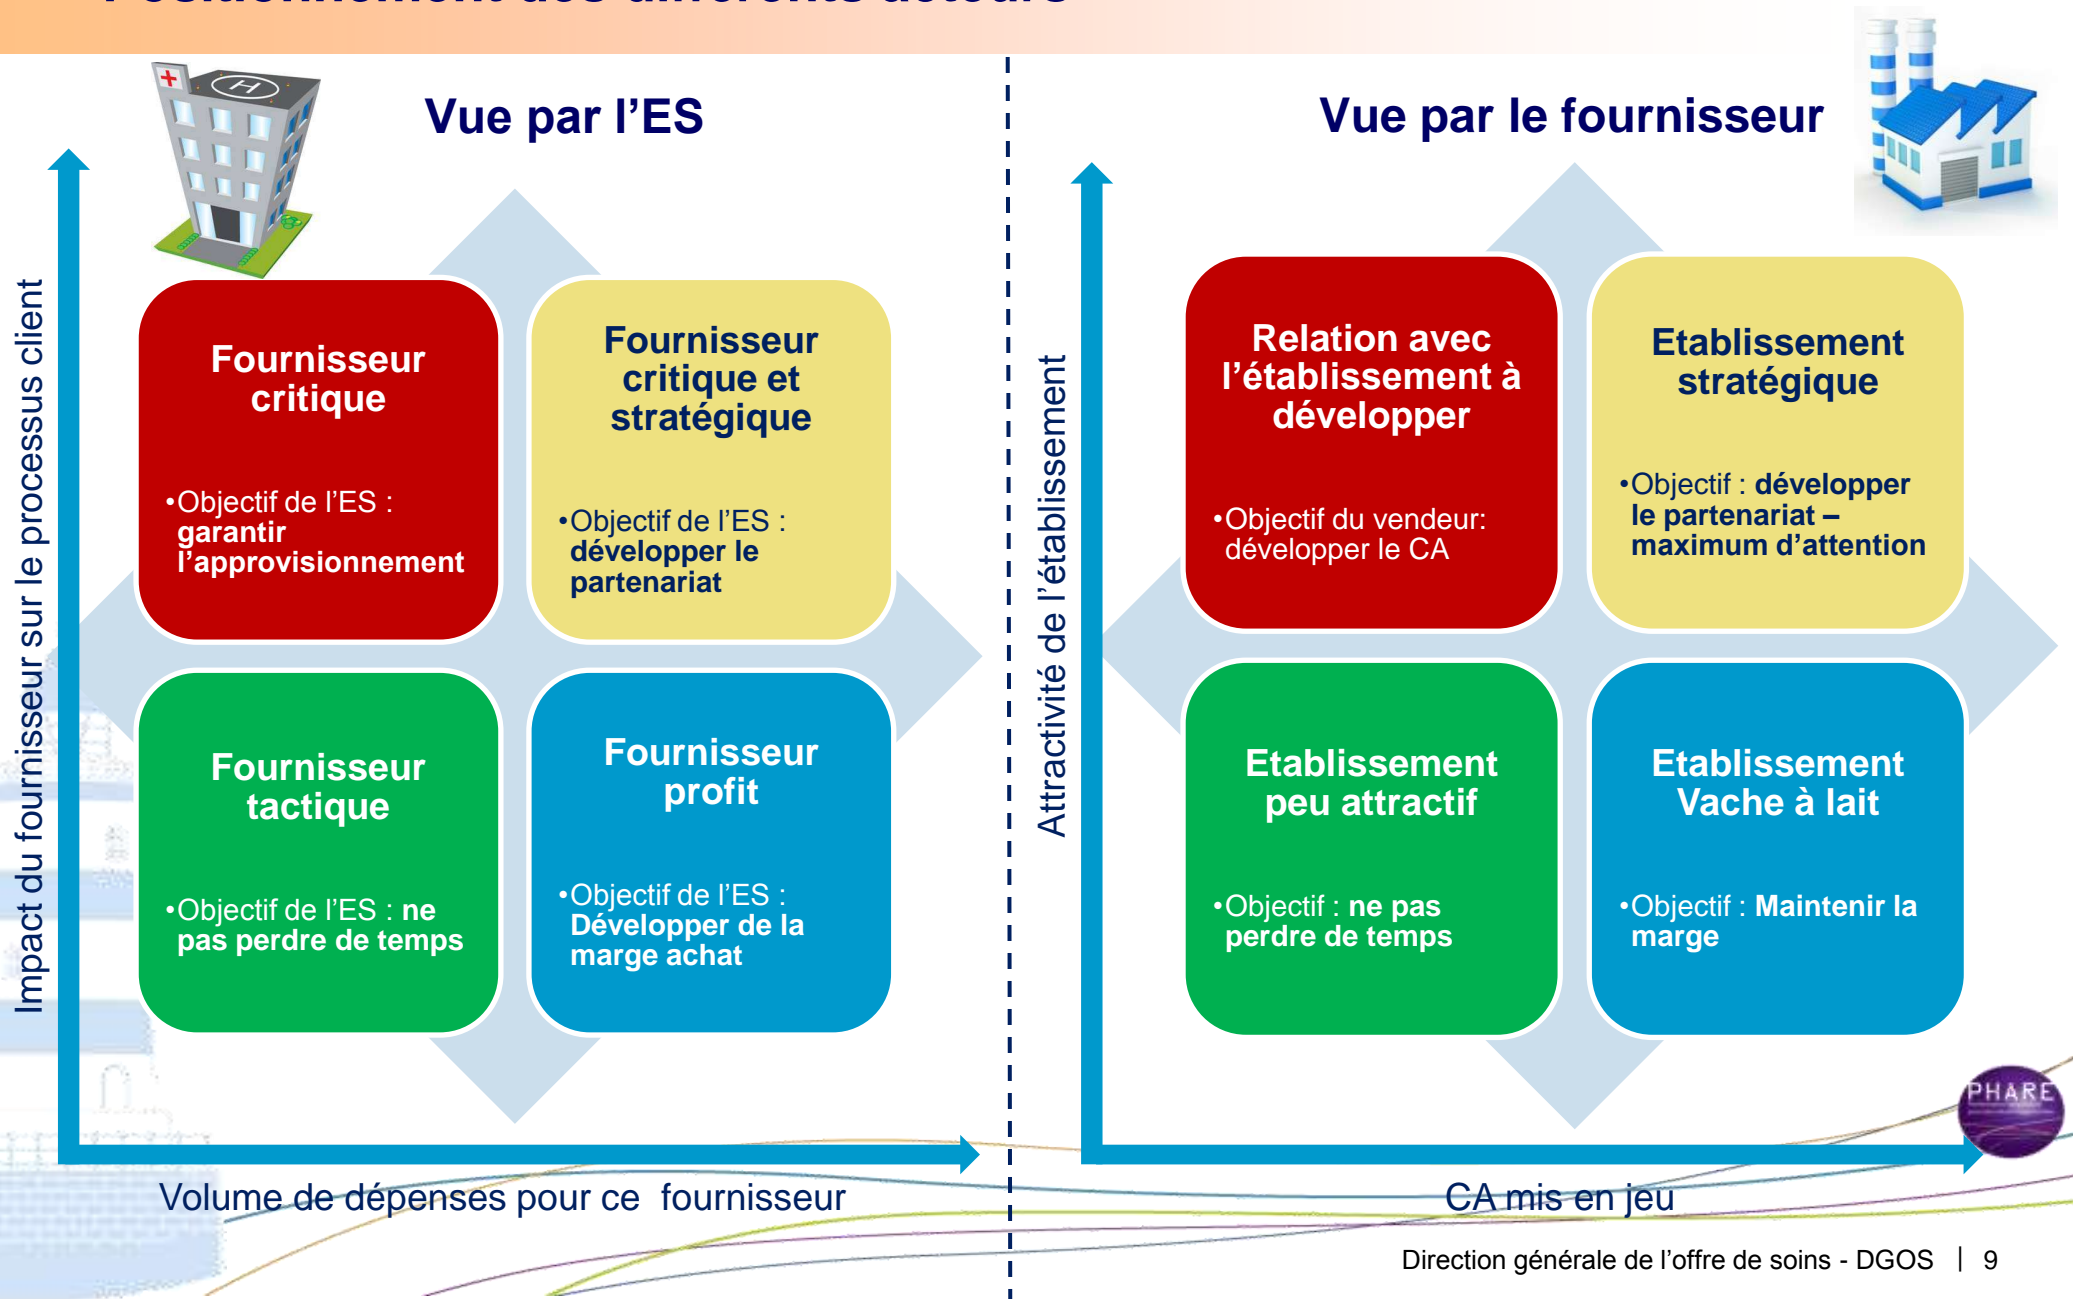 Positionnement des différents acteurs
Vue par l’ES
Impact du fournisseur sur le processus client
Fournisseur
critique
•Objectif de l’ES :
garantir
l’approvisionnement
Fournisseur
critique et
stratégique
•Objectif de l’ES :
développer le
partenariat
Fournisseur
tactique
•Objectif de l’ES : ne
pas perdre de temps
Fournisseur
profit
•Objectif de l’ES :
Développer de la
marge achat
Volume de dépenses pour ce  fournisseur
Vue par le fournisseur
Attractivité de l’établissement
Relation avec
l’établissement à
développer
•Objectif du vendeur:
développer le CA
Etablissement
stratégique
•Objectif : développer
le partenariat –
maximum d’attention
Etablissement
peu attractif
•Objectif : ne pas
perdre de temps
Etablissement
Vache à lait
•Objectif : Maintenir la
marge
CA mis en jeu
PHARE
Direction générale de l’offre de soins - DGOS | 9
H